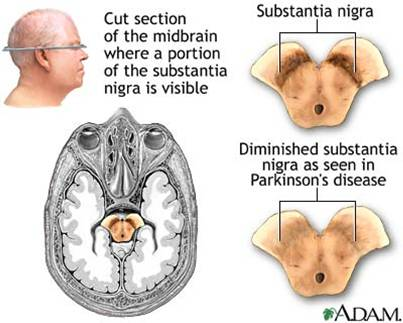 Cut section
of the midbrain
where a portion
of the substantia
nigra is visible
Substantia nigra
Diminished substantia
nigra as seen in
Parkinson's disease
A.D.A.M.